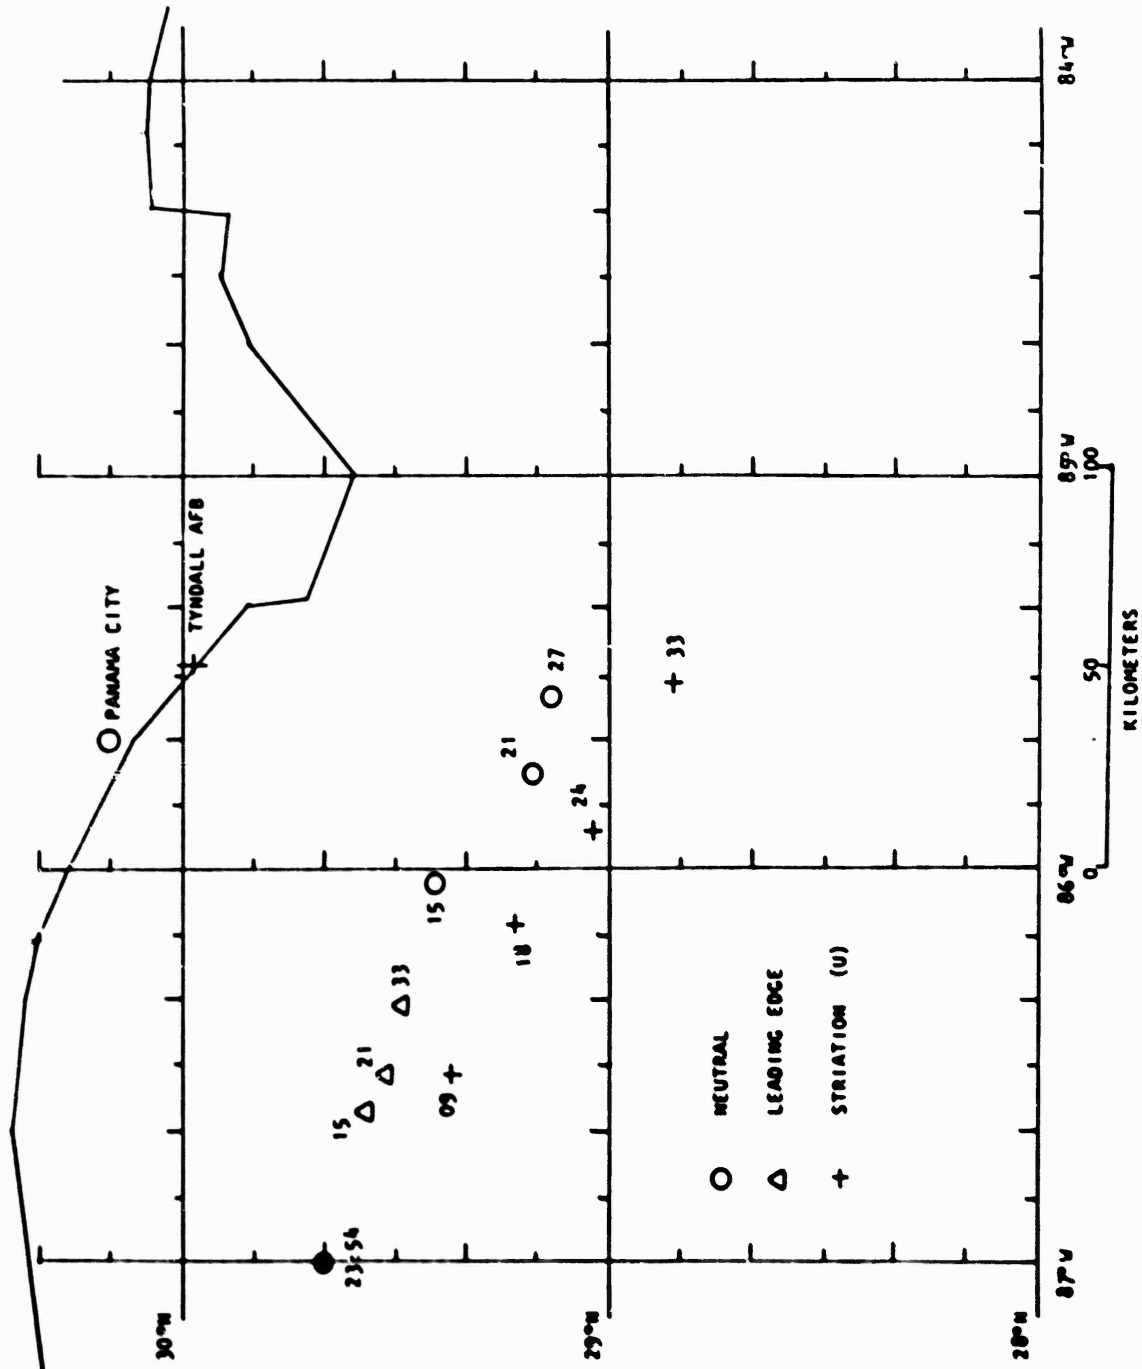 PANAMA CITY
TYNDALL AFB
30°N
23:54
15
21
33
15
09
21
18
27
24
29°N
33
NEUTRAL
LEADING EDGE
STRIATION (U)
28°N
87°W
86°W
85°W
84°W
0
50
100
KILOMETERS